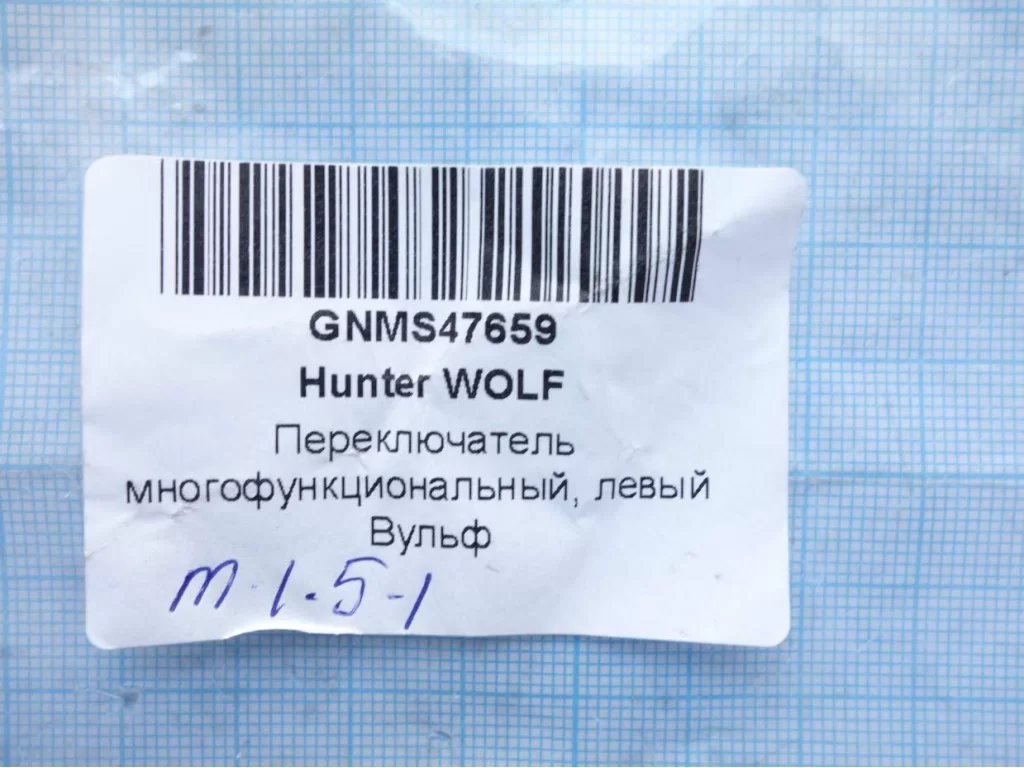 GNMS47659
Hunter WOLF
Переключатель
многофункциональный, левый
Вульф
m-1.5-1